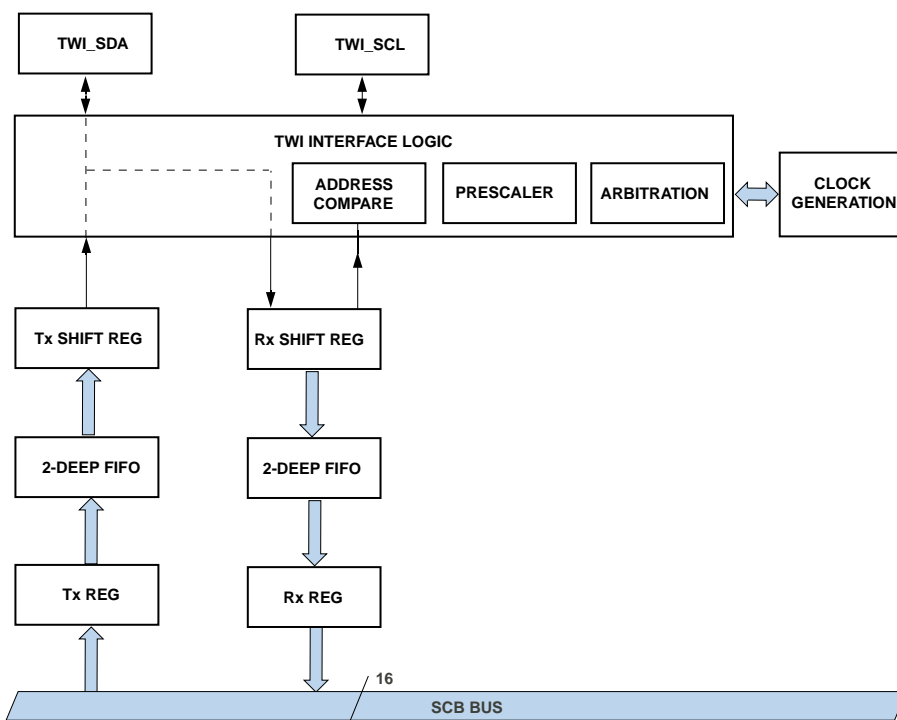 TWI_SDA
TWI_SCL
TWI INTERFACE LOGIC
ADDRESS
COMPARE
PRESCALER
ARBITRATION
CLOCK
GENERATION
Tx SHIFT REG
Rx SHIFT REG
2-DEEP FIFO
2-DEEP FIFO
Tx REG
Rx REG
16
SCB BUS